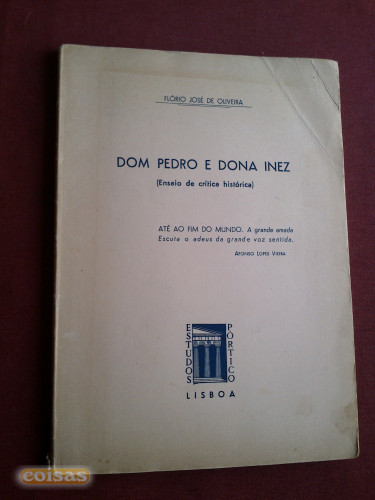 FLÓRIO JOSÉ DE OLIVEIRA
DOM PEDRO E DONA INEZ
(Ensaio de crítica histórica)
ATÉ AO FIM DO MUNDO. A grande amada
Escuta o adeus da grande voz sentida.
AFONSO LOPES VIEIRA
ESTUDOS
PÓRTICO
LISBOA
coisas